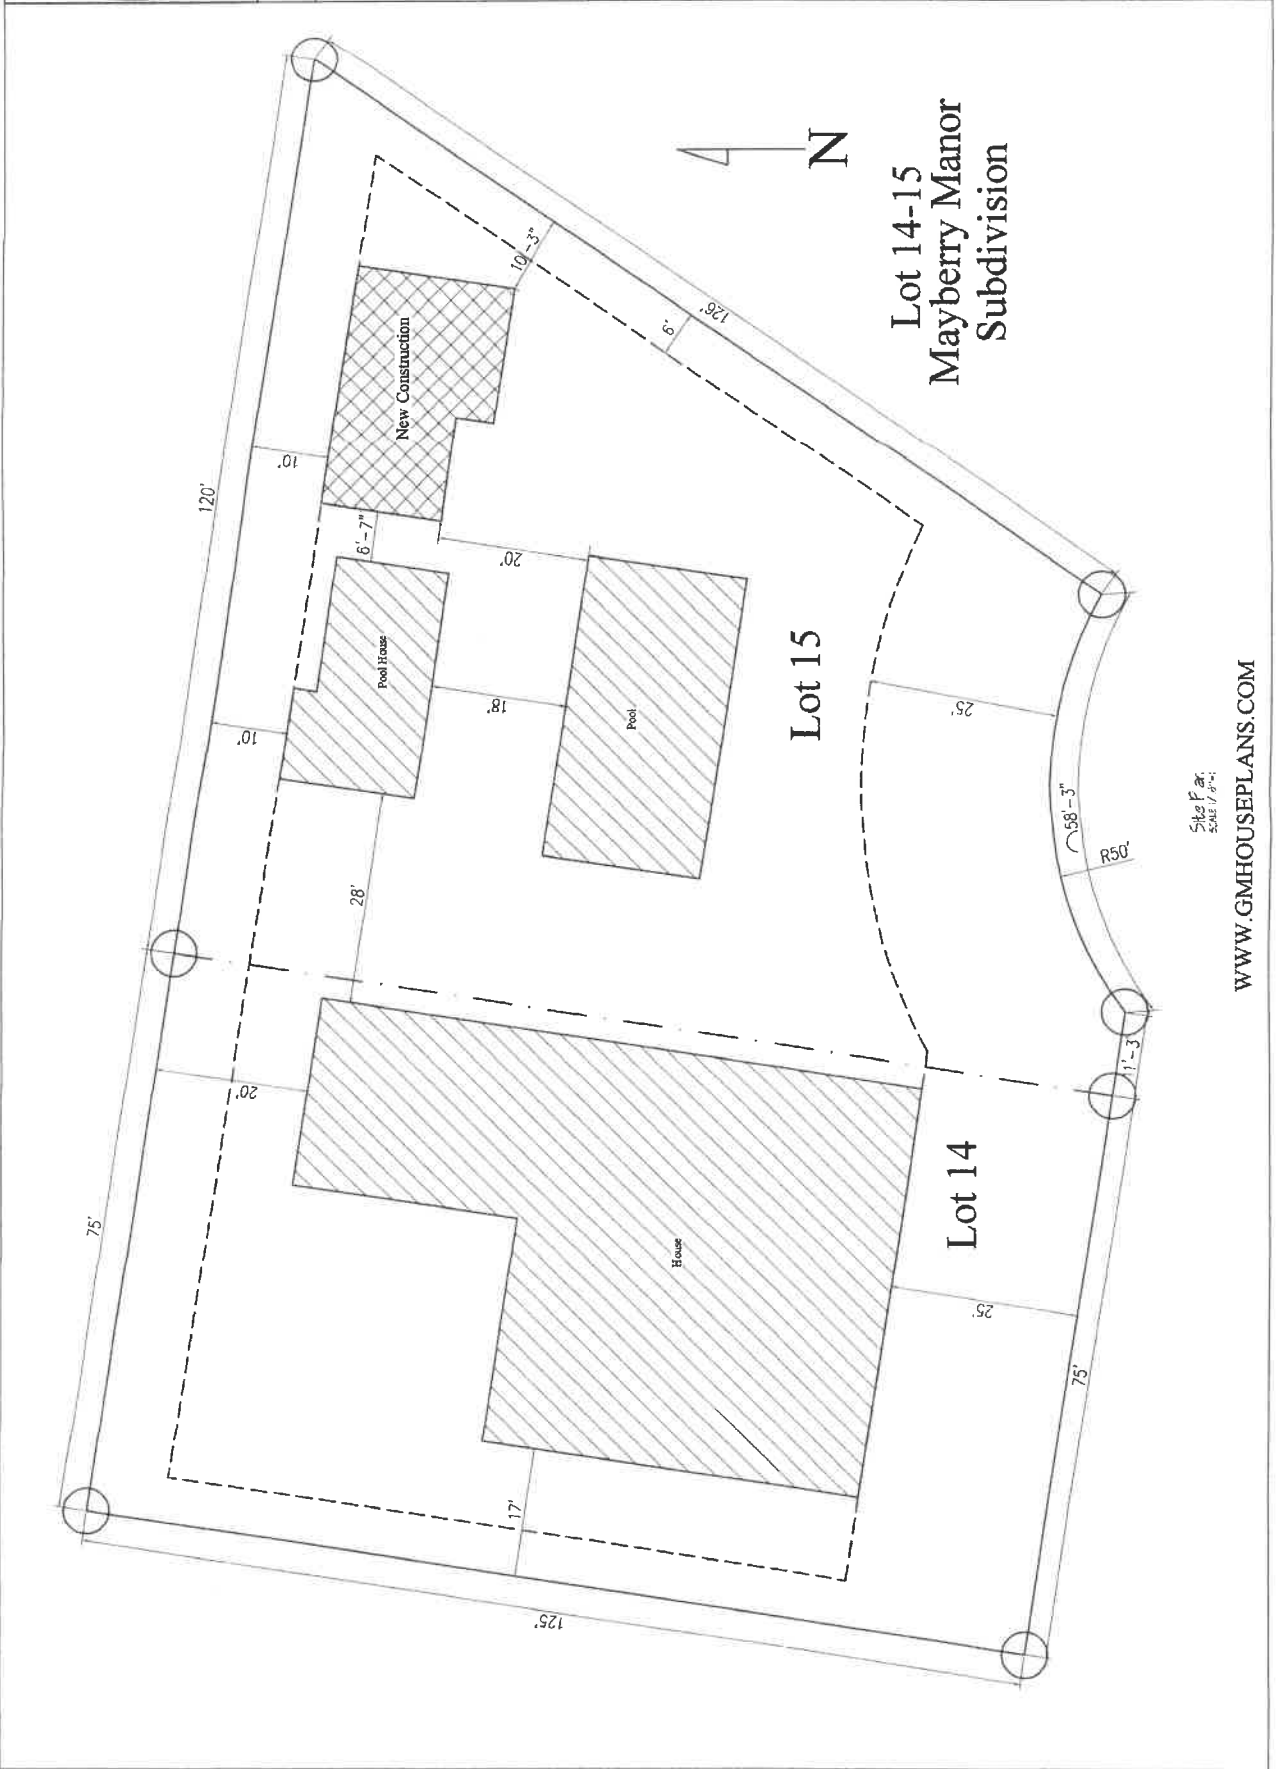 120'
75'
10'
10'
20'
6'-7"
New Construction
Pool House
10'-3"
6'
126'
20'
18'
28'
Pool
Lot 15
N
Lot 14-15
Mayberry Manor
Subdivision
House
17'
125'
Lot 14
25'
25'
58'-3"
R50'
1'-3
75'
WWW.GMHOUSEPLANS.COM